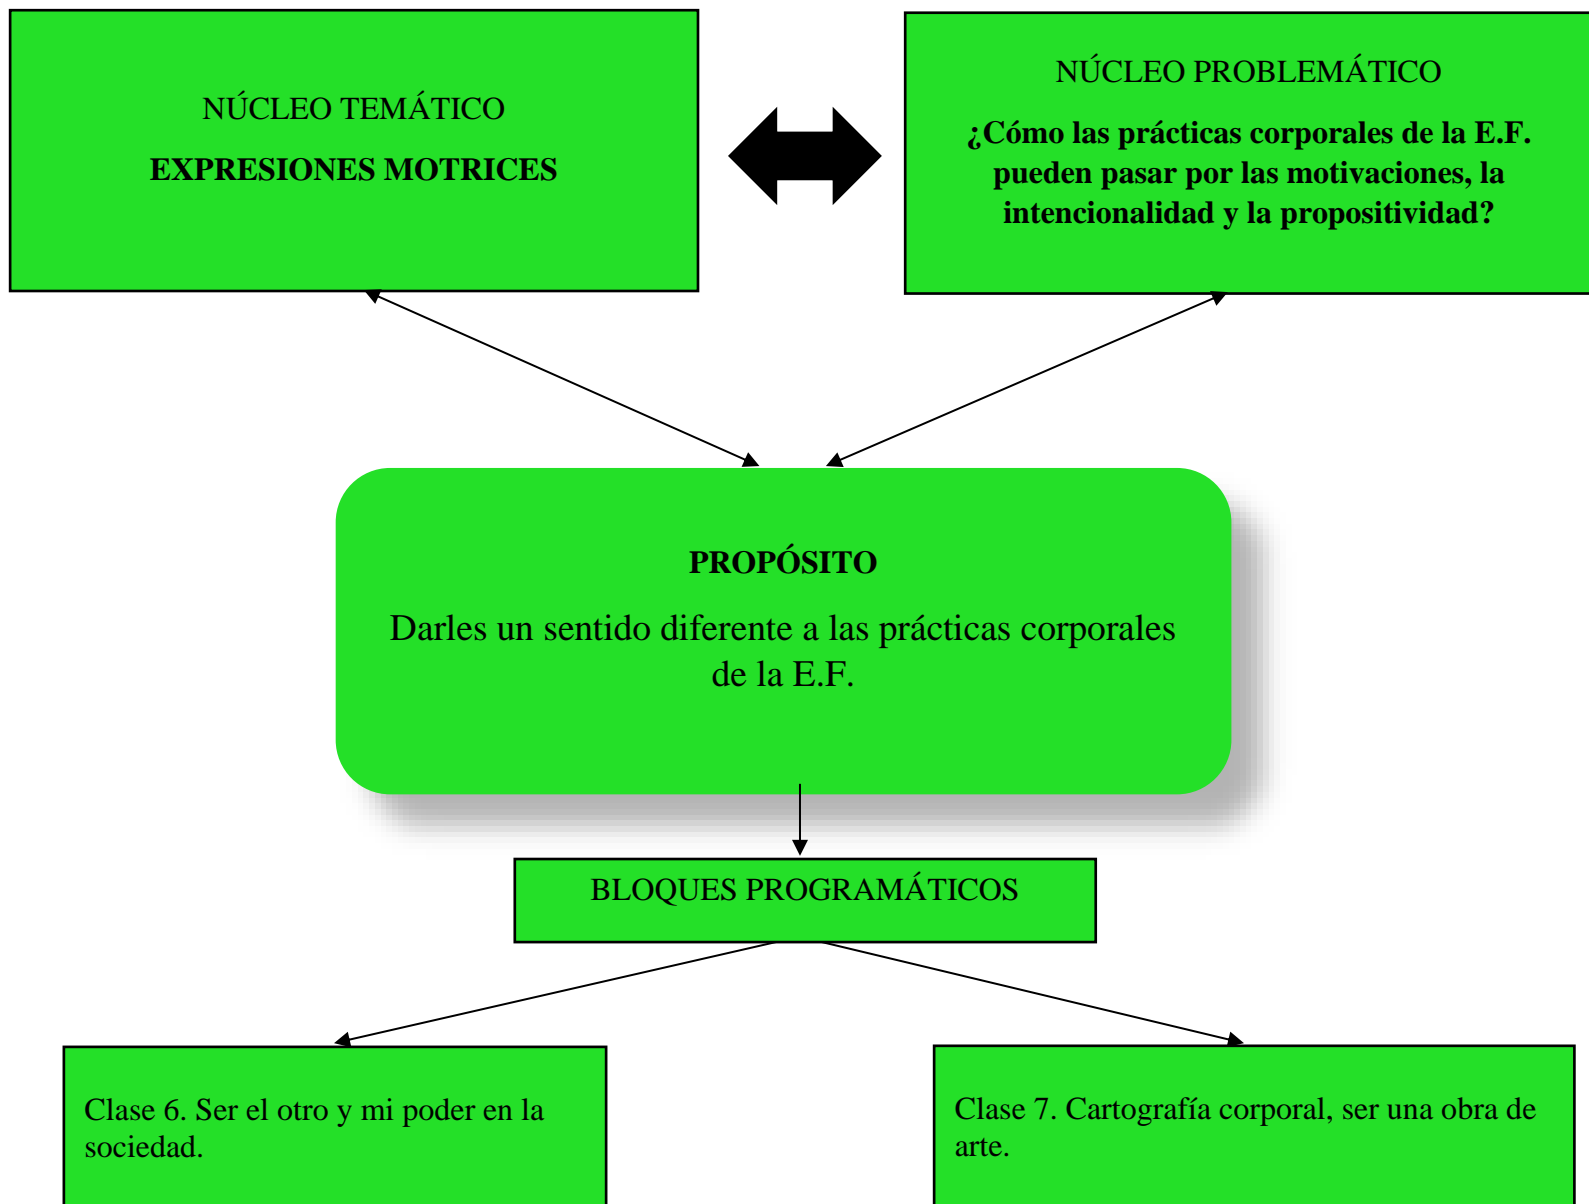 NÚCLEO TEMÁTICO
EXPRESIONES MOTRICES
NÚCLEO PROBLEMÁTICO
¿Cómo las prácticas corporales de la E.F.
pueden pasar por las motivaciones, la
intencionalidad y la propositividad?
PROPÓSITO
Darles un sentido diferente a las prácticas corporales
de la E.F.
BLOQUES PROGRAMÁTICOS
Clase 6. Ser el otro y mi poder en la
sociedad.
Clase 7. Cartografía corporal, ser una obra de
arte.